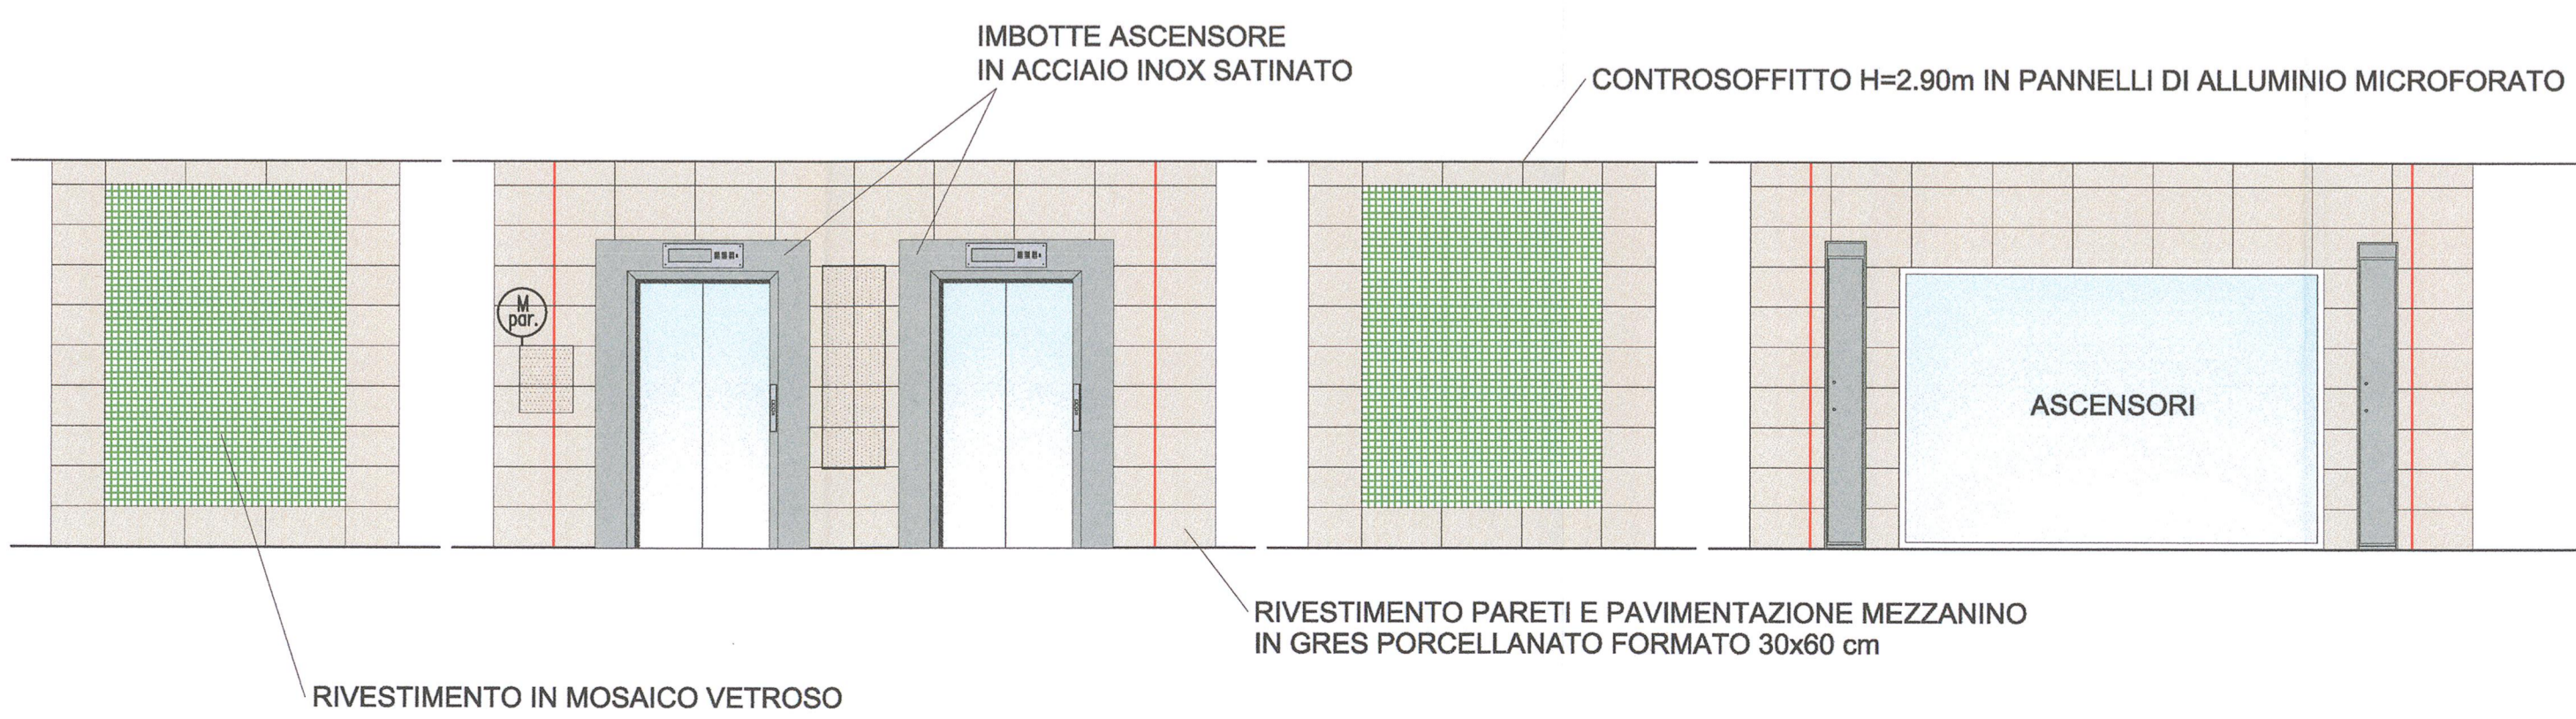 IMBOTTE ASCENSORE
IN ACCIAIO INOX SATINATO
CONTROSOFFITTO H=2.90m IN PANNELLI DI ALLUMINIO MICROFORATO
M
par.
ASCENSORI
RIVESTIMENTO PARETI E PAVIMENTAZIONE MEZZANINO
IN GRES PORCELLANATO FORMATO 30x60 cm
RIVESTIMENTO IN MOSAICO VETROSO